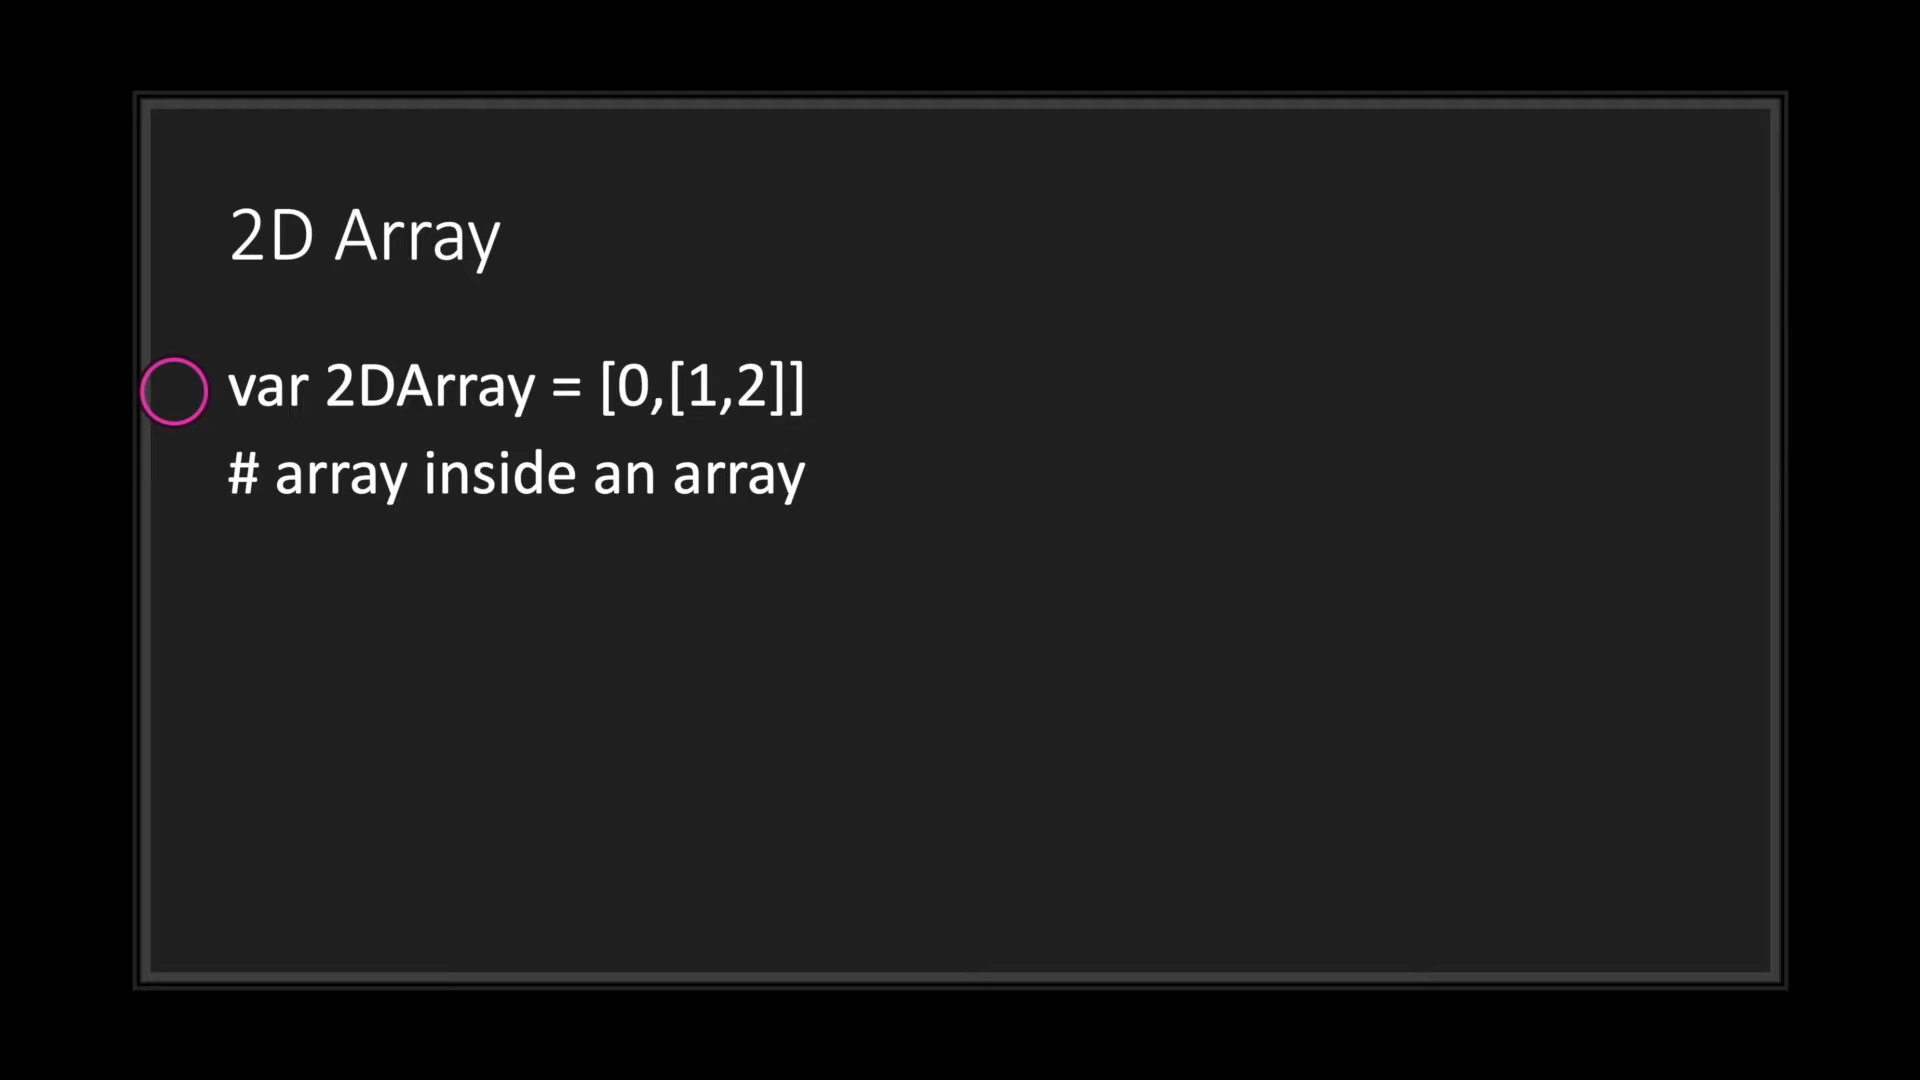 2D Array
var 2DArray = [0,[1,2]]
# array inside an array